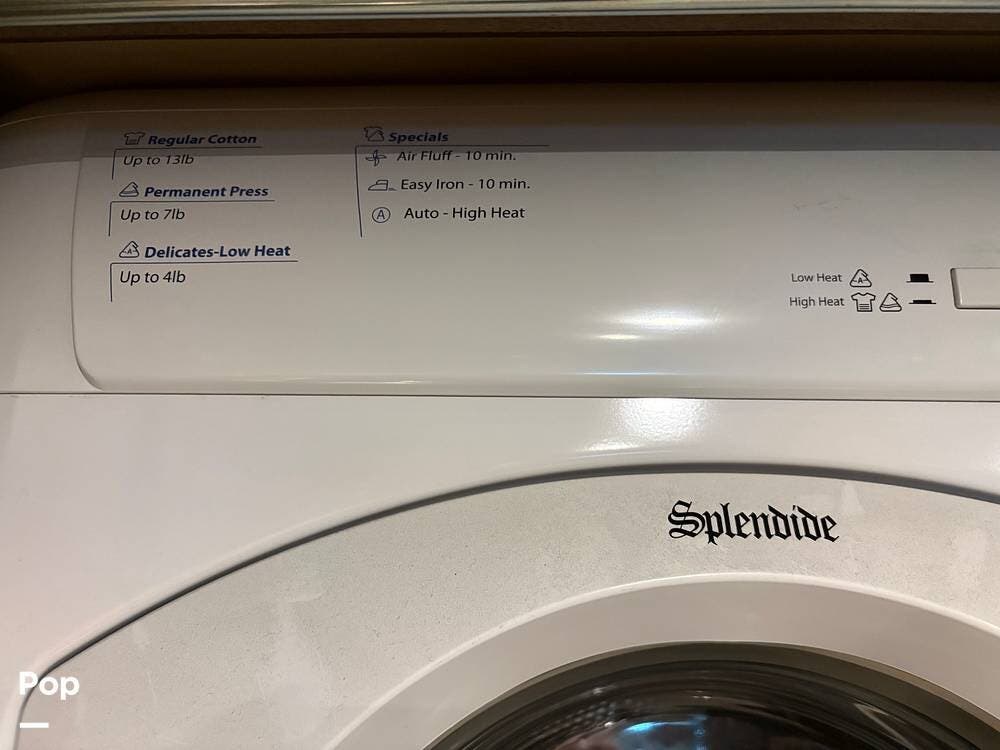 Regular Cotton
Up to 13lb
Permanent Press
Up to 7lb
Delicates-Low Heat
Up to 4lb
Specials
Air Fluff - 10 min.
Easy Iron - 10 min.
A Auto - High Heat
Low Heat A
High Heat
Splendide
Pop